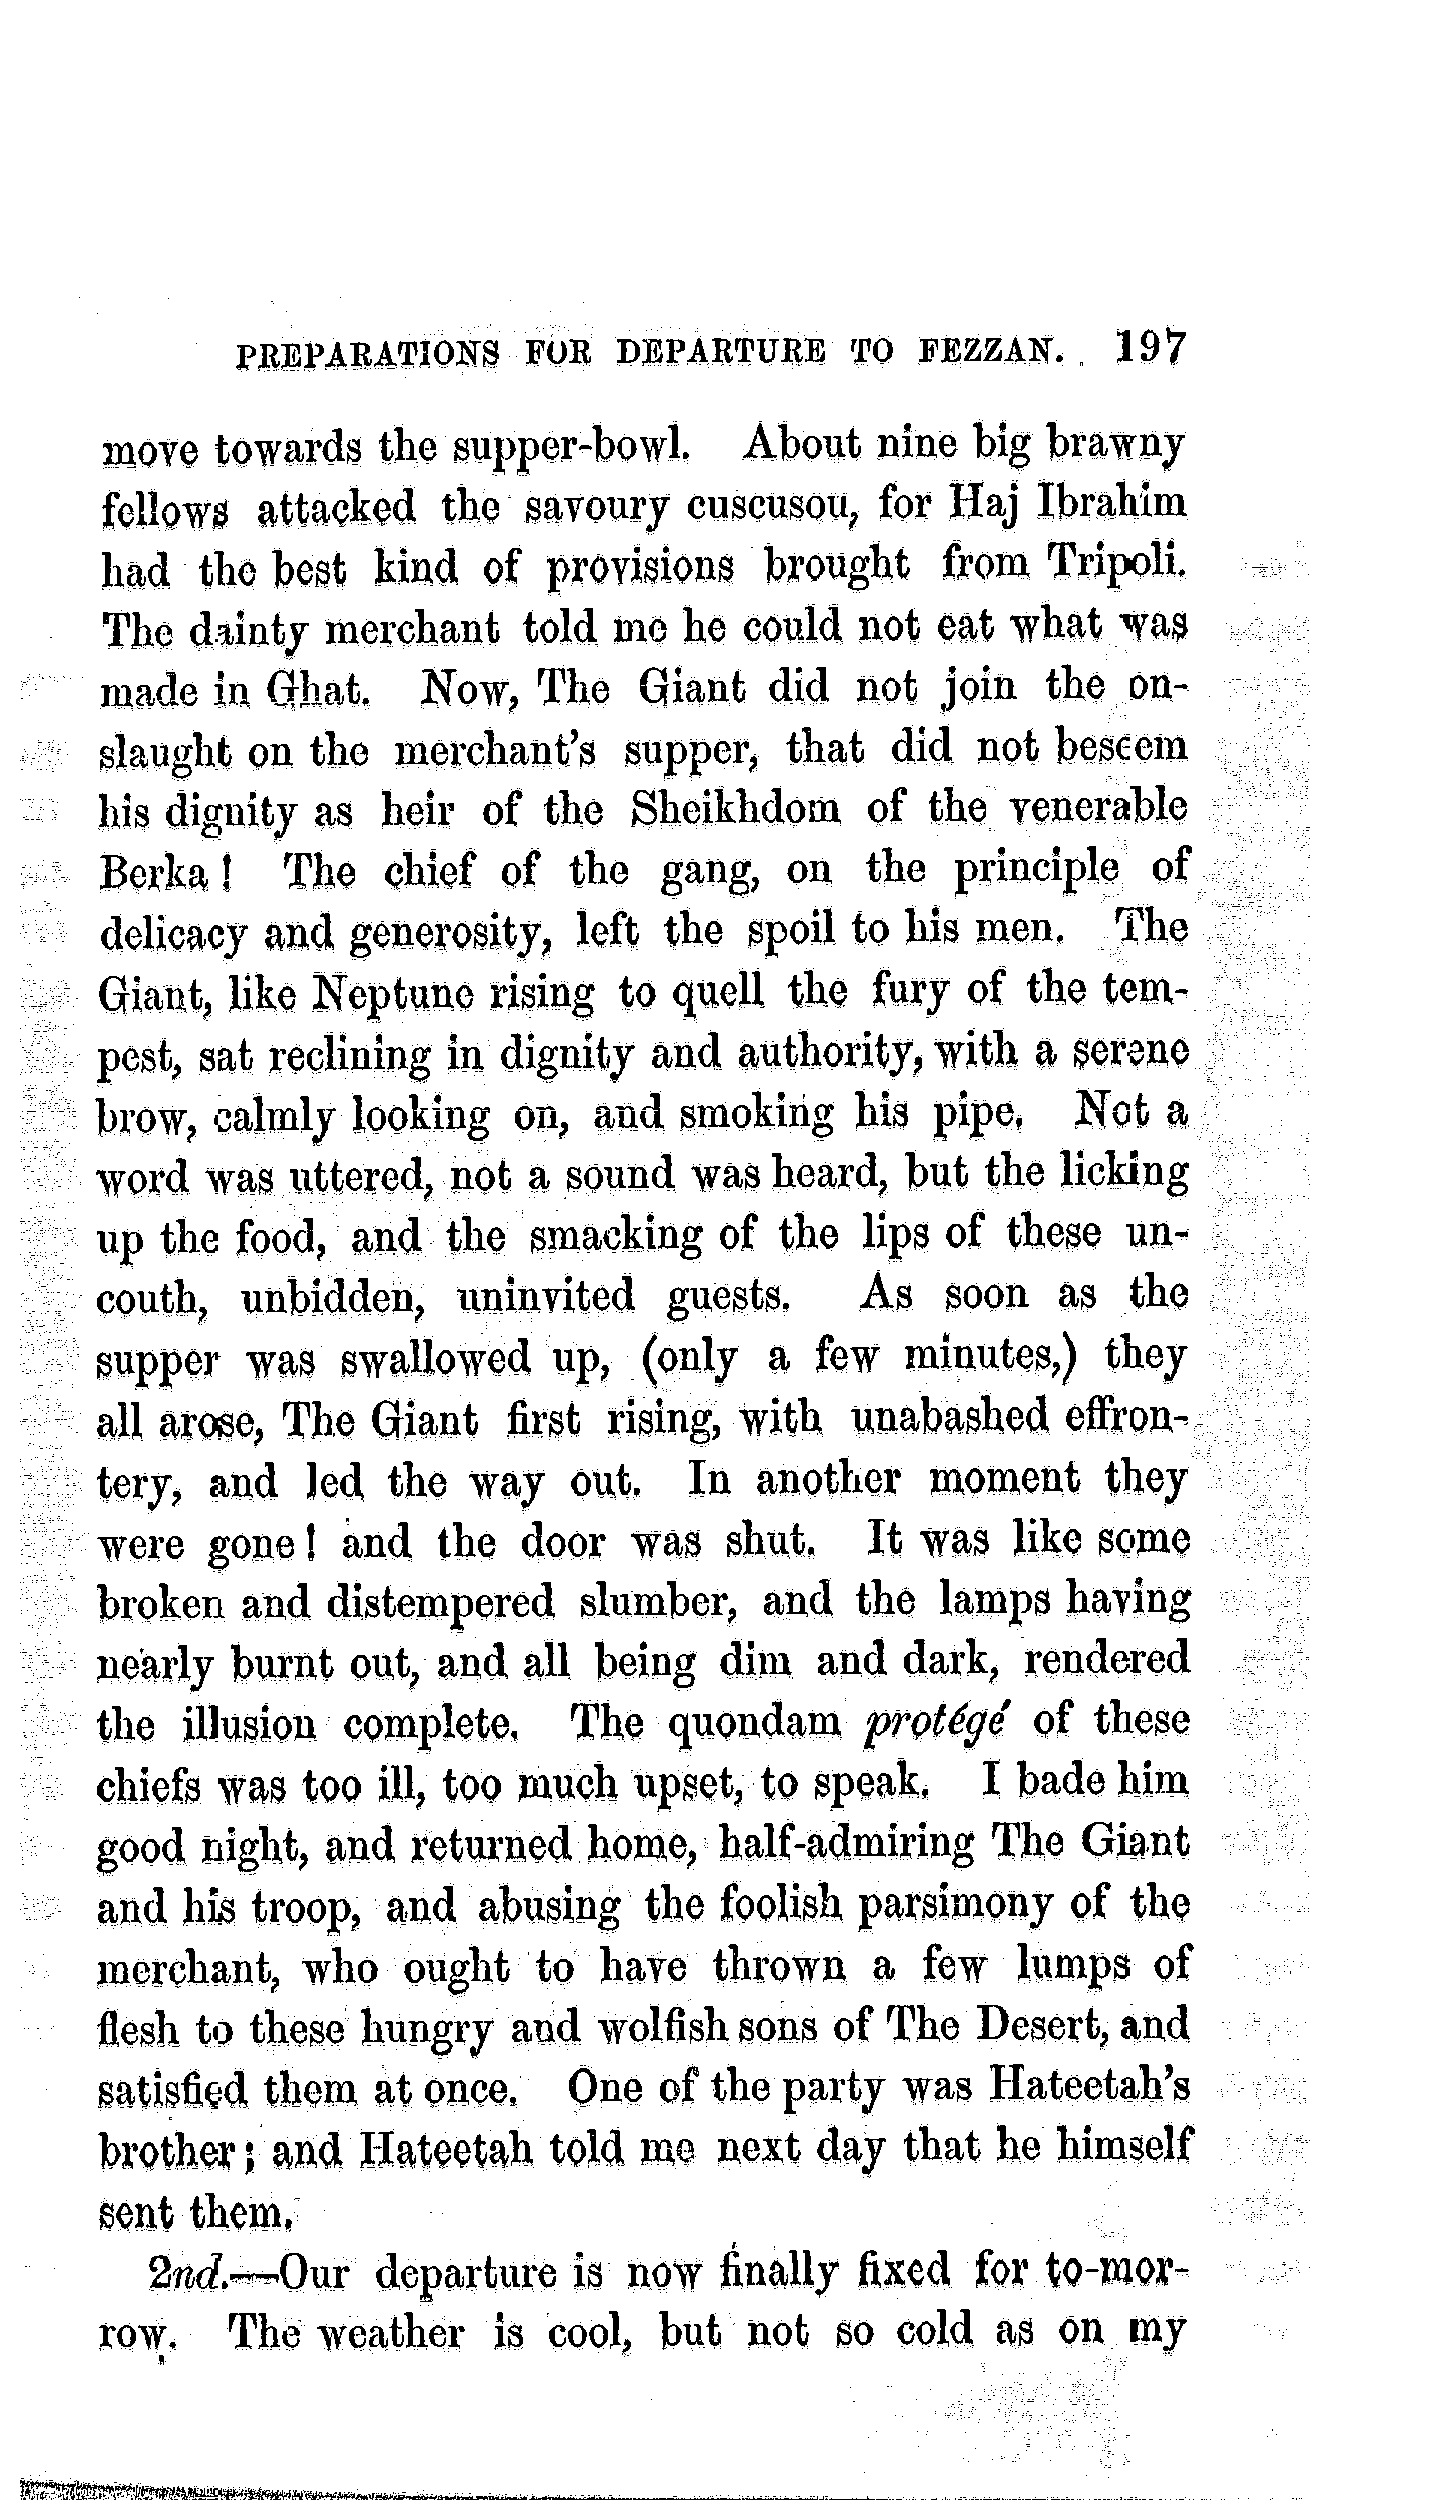 PREPARATIONS FOR DEPARTURE TO FEZZAN. 197
move towards the supper-bowl. About nine big brawny
fellows attacked the savoury cuscusou, for Haj Ibrahim
had the best kind of provisions brought from Tripoli.
The dainty merchant told me he could not eat what was
made in Ghat. Now, The Giant did not join the on-
slaught on the merchant's supper, that did not beseem
his dignity as heir of the Sheikhdom of the venerable
Berka! The chief of the gang, on the principle of
delicacy and generosity, left the spoil to his men. The
Giant, like Neptune rising to quell the fury of the tem-
pest, sat reclining in dignity and authority, with a serene
brow, calmly looking on, and smoking his pipe. Not a
word was uttered, not a sound was heard, but the licking
up the food, and the smacking of the lips of these un-
couth, unbidden, uninvited guests. As soon as the
supper was swallowed up, (only a few minutes,) they
all arose, The Giant first rising, with unabashed effron-
tery, and led the way out. In another moment they
were gone! and the door was shut. It was like some
broken and distempered slumber, and the lamps having
nearly burnt out, and all being dim and dark, rendered
the illusion complete. The quondam protégé of these
chiefs was too ill, too much upset, to speak. I bade him
good night, and returned home, half-admiring The Giant
and his troop, and abusing the foolish parsimony of the
merchant, who ought to have thrown a few lumps of
flesh to these hungry and wolfish sons of The Desert, and
satisfied them at once. One of the party was Hateetah's
brother; and Hateetah told me next day that he himself
sent them.
2nd.—Our departure is now finally fixed for to-mor-
row. The weather is cool, but not so cold as on my